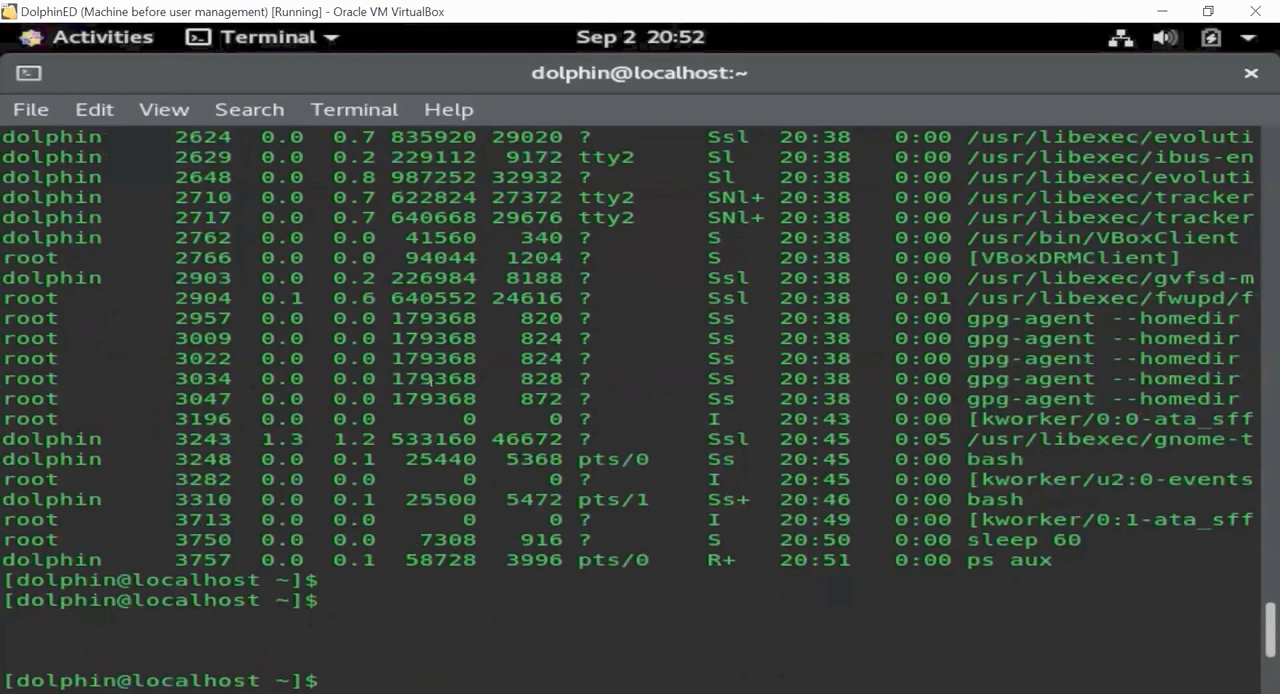 DolphinED (Machine before user management) [Running] - Oracle VM VirtualBox
Activities Terminal Sep 2 20:52
dolphin@localhost:~
File Edit View Search Terminal Help
dolphin 2624 0.0 0.7 835920 29020 ? Ssl 20:38 0:00 /usr/libexec/evoluti
dolphin 2629 0.0 0.2 229112 9172 tty2 Sl 20:38 0:00 /usr/libexec/ibus-en
dolphin 2648 0.0 0.8 987252 32932 ? Sl 20:38 0:00 /usr/libexec/evoluti
dolphin 2710 0.0 0.7 622824 27372 tty2 SNl+ 20:38 0:00 /usr/libexec/tracker
dolphin 2717 0.0 0.7 640668 29676 tty2 SNl+ 20:38 0:00 /usr/libexec/tracker
dolphin 2762 0.0 0.0 41560 340 ? S 20:38 0:00 /usr/bin/VBoxClient
root 2766 0.0 0.0 94044 1204 ? S 20:38 0:00 [VBoxDRMClient]
dolphin 2903 0.0 0.2 226984 8188 ? Ssl 20:38 0:00 /usr/libexec/gvfsd-m
root 2904 0.1 0.6 640552 24616 ? Ssl 20:38 0:01 /usr/libexec/fwupd/f
root 2957 0.0 0.0 179368 820 ? Ss 20:38 0:00 gpg-agent --homedir
root 3009 0.0 0.0 179368 824 ? Ss 20:38 0:00 gpg-agent --homedir
root 3022 0.0 0.0 179368 824 ? Ss 20:38 0:00 gpg-agent --homedir
root 3034 0.0 0.0 179368 828 ? Ss 20:38 0:00 gpg-agent --homedir
root 3047 0.0 0.0 179368 872 ? Ss 20:38 0:00 gpg-agent --homedir
root 3196 0.0 0.0 0 0 ? I 20:43 0:00 [kworker/0:0-ata_sff
dolphin 3243 1.3 1.2 533160 46672 ? Ssl 20:45 0:05 /usr/libexec/gnome-t
dolphin 3248 0.0 0.1 25440 5368 pts/0 Ss 20:45 0:00 bash
root 3282 0.0 0.0 0 0 ? I 20:45 0:00 [kworker/u2:0-events
dolphin 3310 0.0 0.1 25500 5472 pts/1 Ss+ 20:46 0:00 bash
root 3713 0.0 0.0 0 0 ? I 20:49 0:00 [kworker/0:1-ata_sff
root 3750 0.0 0.0 7308 916 ? S 20:50 0:00 sleep 60
dolphin 3757 0.0 0.1 58728 3996 pts/0 R+ 20:51 0:00 ps aux
[dolphin@localhost ~]$
[dolphin@localhost ~]$
[dolphin@localhost ~]$